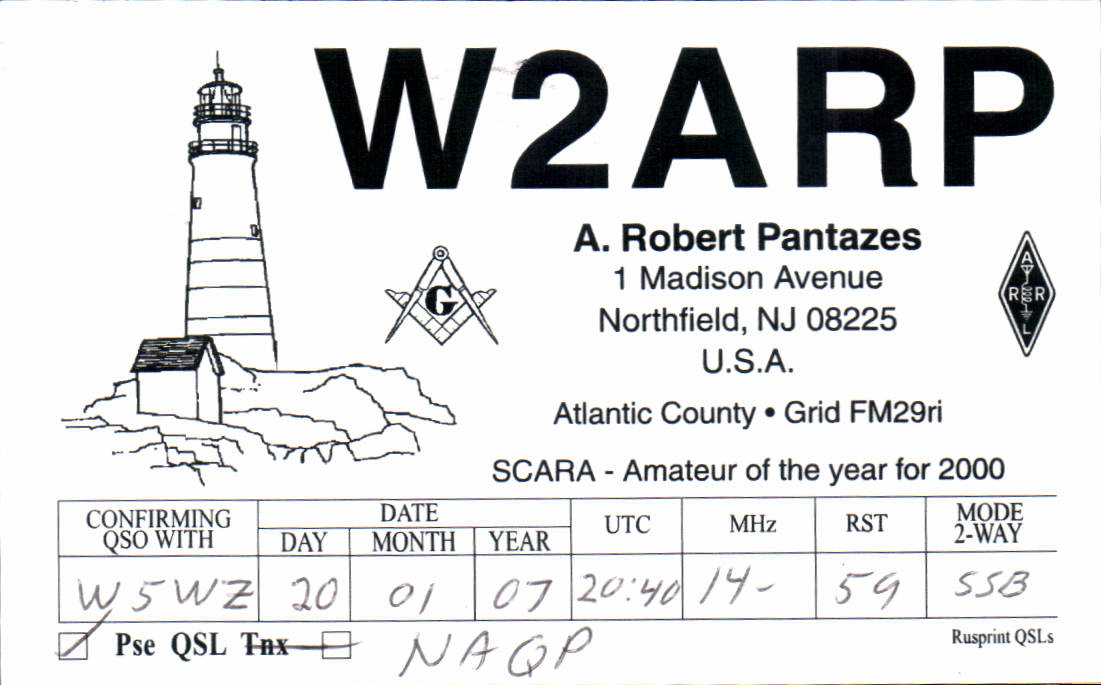 W2ARP
A. Robert Pantazes
1 Madison Avenue
Northfield, NJ 08225
U.S.A.
Atlantic County • Grid FM29ri
SCARA - Amateur of the year for 2000
G
A
R R
L
CONFIRMING QSO WITH DATE UTC MHz RST MODE 2-WAY
DAY MONTH YEAR
W5WZ 20 01 07 20:40 14- 59 SSB
Pse QSL Tnx
NAQP
Rusprint QSLs